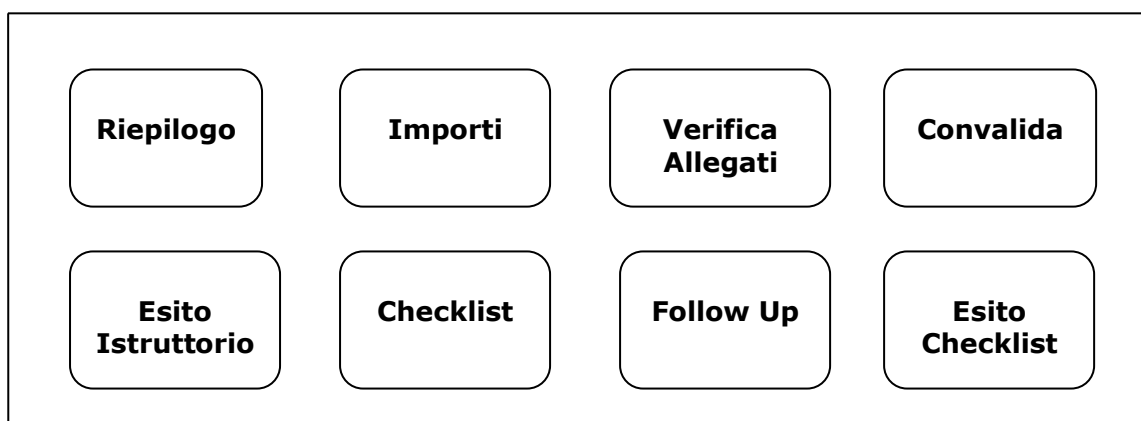 Riepilogo
Importi
Verifica
Allegati
Convalida
Esito
Istruttorio
Checklist
Follow Up
Esito
Checklist